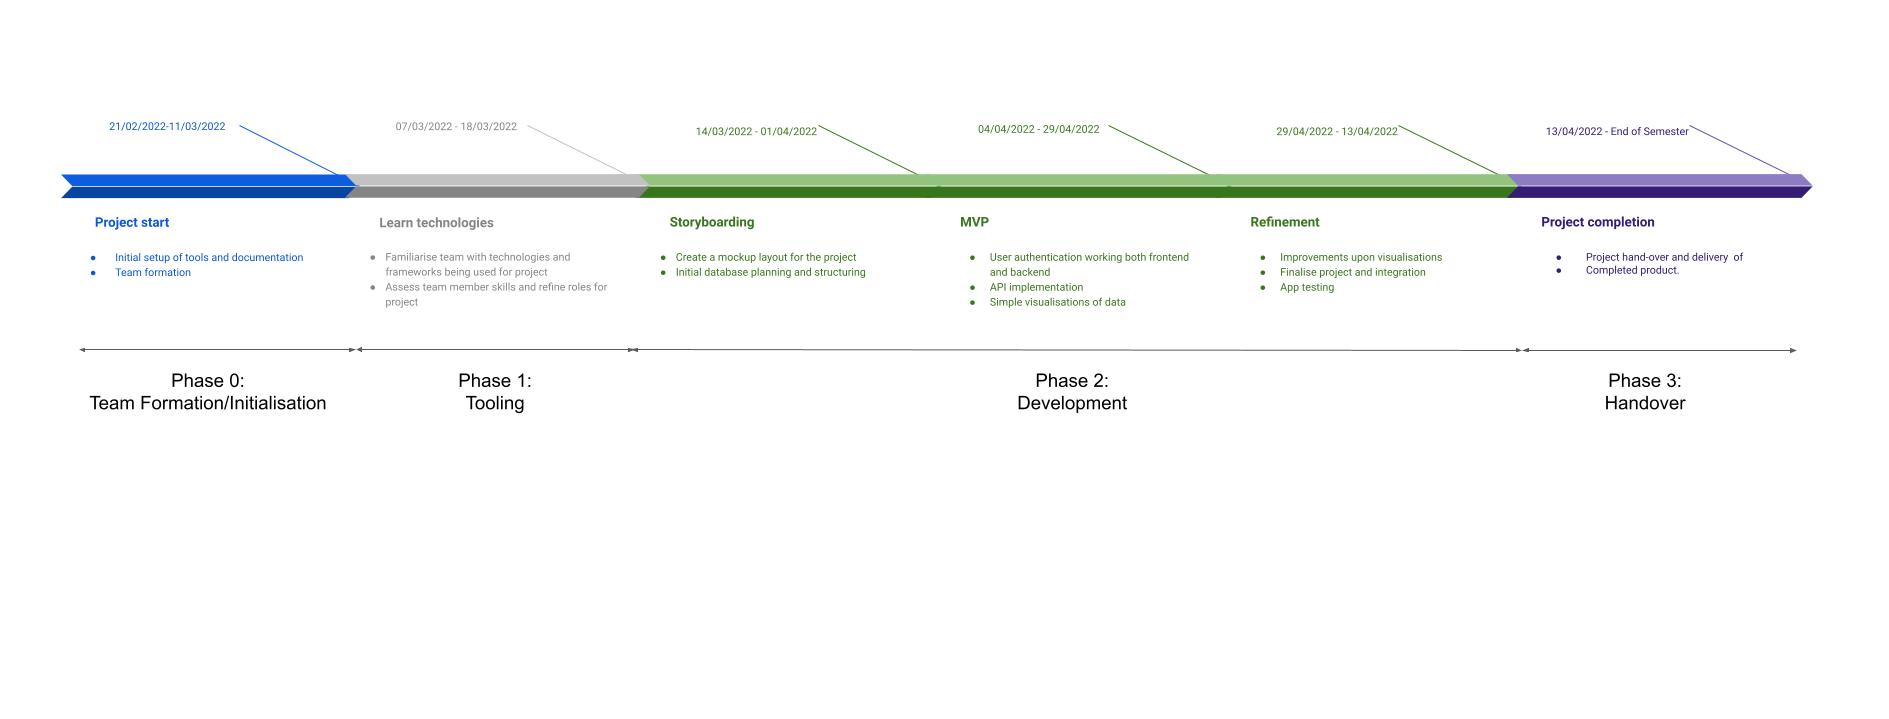 21/02/2022-11/03/2022
07/03/2022 - 18/03/2022
14/03/2022 - 01/04/2022
04/04/2022 - 29/04/2022
29/04/2022 - 13/04/2022
13/04/2022 - End of Semester
Project start
● Initial setup of tools and documentation
● Team formation
Learn technologies
● Familiarise team with technologies and
frameworks being used for project
● Assess team member skills and refine roles for
project
Storyboarding
● Create a mockup layout for the project
● Initial database planning and structuring
MVP
● User authentication working both frontend
and backend
● API implementation
● Simple visualisations of data
Refinement
● Improvements upon visualisations
● Finalise project and integration
● App testing
Project completion
● Project hand-over and delivery of
● Completed product.
Phase 0:
Team Formation/Initialisation
Phase 1:
Tooling
Phase 2:
Development
Phase 3:
Handover